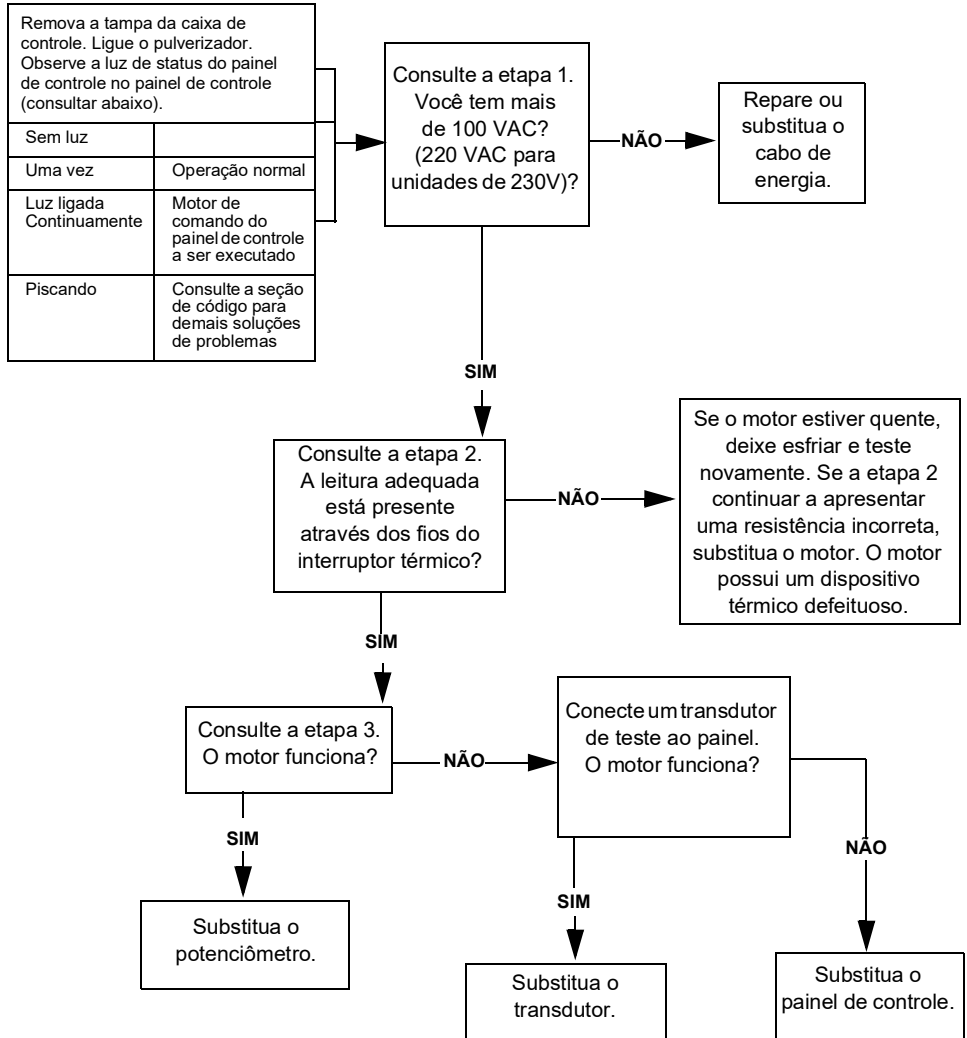 Remova a tampa da caixa de
controle. Ligue o pulverizador.
Observe a luz de status do painel
de controle no painel de controle
(consultar abaixo).
Sem luz
Uma vez
Operação normal
Luz ligada
Continuamente
Motor de
comando do
painel de controle
a ser executado
Piscando
Consulte a seção
de código para
demais soluções
de problemas
Consulte a etapa 1.
Você tem mais
de 100 VAC?
(220 VAC para
unidades de 230V)?
NÃO
Repare ou
substitua o
cabo de
energia.
SIM
Consulte a etapa 2.
A leitura adequada
está presente
através dos fios do
interruptor térmico?
NÃO
Se o motor estiver quente,
deixe esfriar e teste
novamente. Se a etapa 2
continuar a apresentar
uma resistência incorreta,
substitua o motor. O motor
possui um dispositivo
térmico defeituoso.
SIM
Consulte a etapa 3.
O motor funciona?
NÃO
Conecte um transdutor
de teste ao painel.
O motor funciona?
SIM
Substitua o
potenciômetro.
SIM
Substitua o
transdutor.
NÃO
Substitua o
painel de controle.